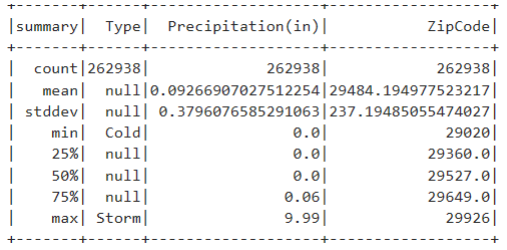 +-------+------+-------------------+------------------+
|summary|  Type|  Precipitation(in)|           ZipCode|
+-------+------+-------------------+------------------+
|  count|262938|             262938|            262938|
|   mean|  null|0.09266907027512254|29484.194977523217|
| stddev|  null| 0.3796076585291063|237.19485055474027|
|    min|  Cold|                0.0|             29020|
|    25%|  null|                0.0|           29360.0|
|    50%|  null|                0.0|           29527.0|
|    75%|  null|               0.06|           29649.0|
|    max| Storm|               9.99|             29926|
+-------+------+-------------------+------------------+